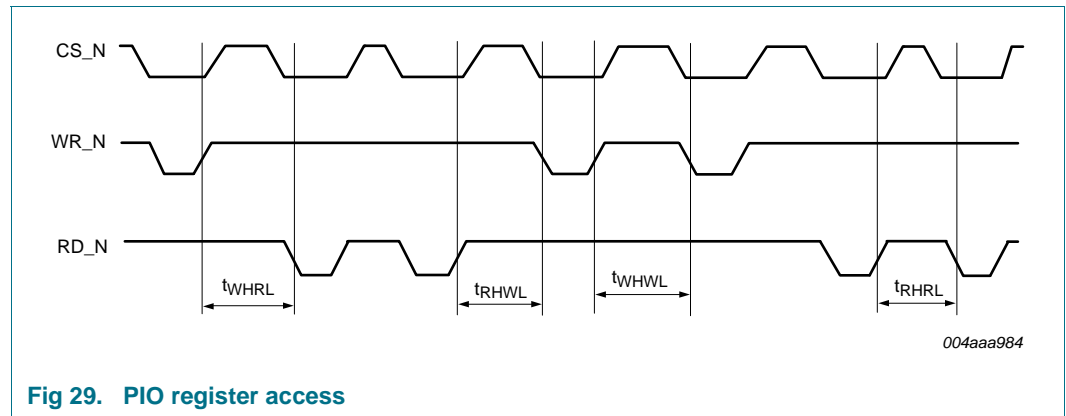 CS_N
WR_N
RD_N
tWHRL
tRHWL
tWHWL
tRHRL
004aaa984
Fig 29. PIO register access